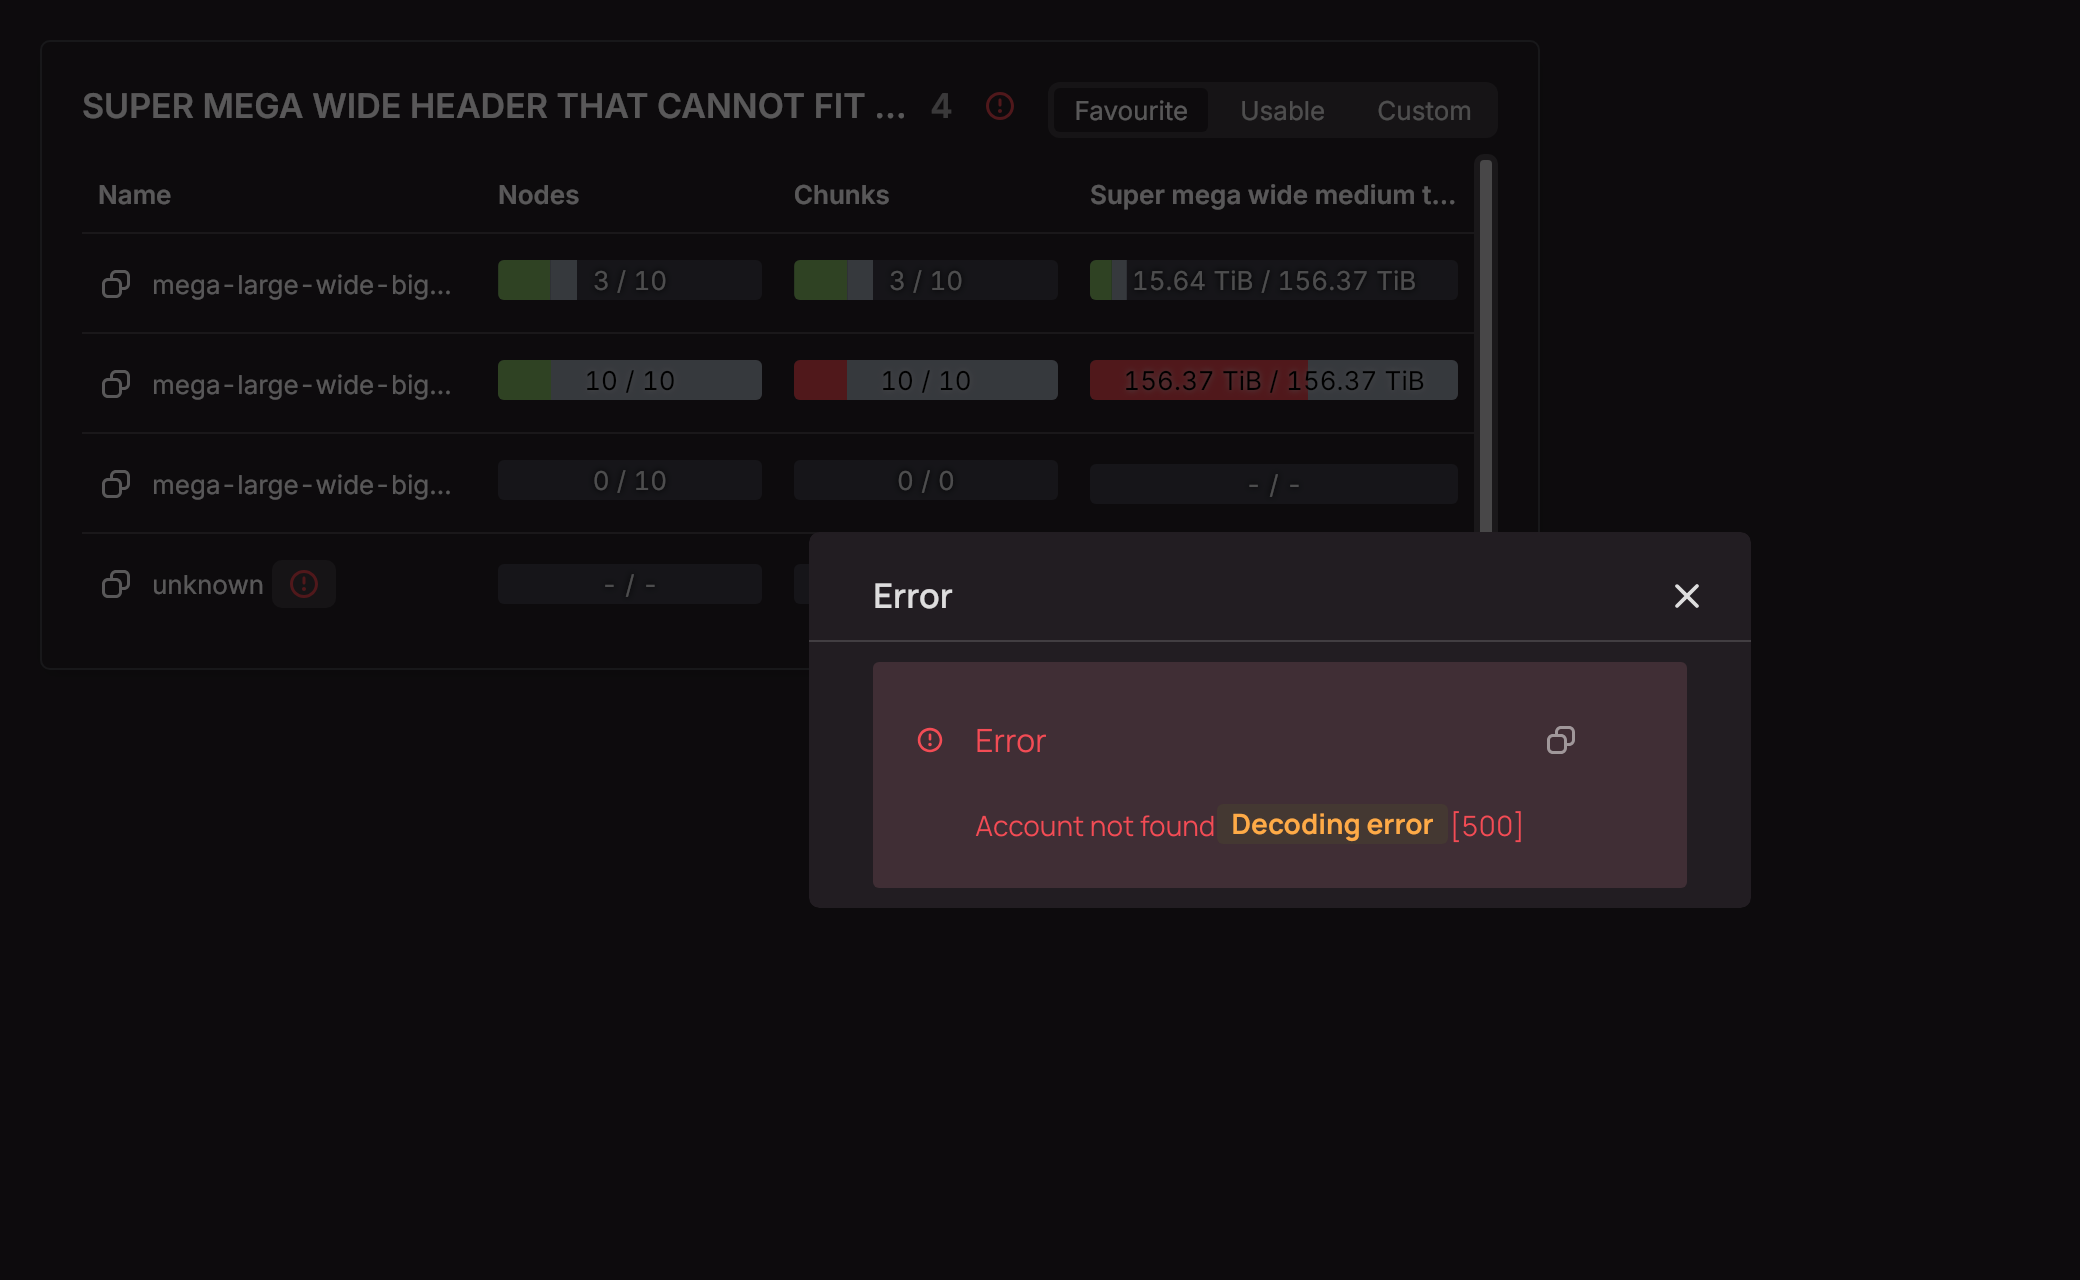 SUPER MEGA WIDE HEADER THAT CANNOT FIT ... 4 Favourite Usable Custom
Name Nodes Chunks Super mega wide medium t...
mega-large-wide-big... 3 / 10 3 / 10 15.64 TiB / 156.37 TiB
mega-large-wide-big... 10 / 10 10 / 10 156.37 TiB / 156.37 TiB
mega-large-wide-big... 0 / 10 0 / 0 - / -
unknown - / -
Error
Error
Account not found Decoding error [500]